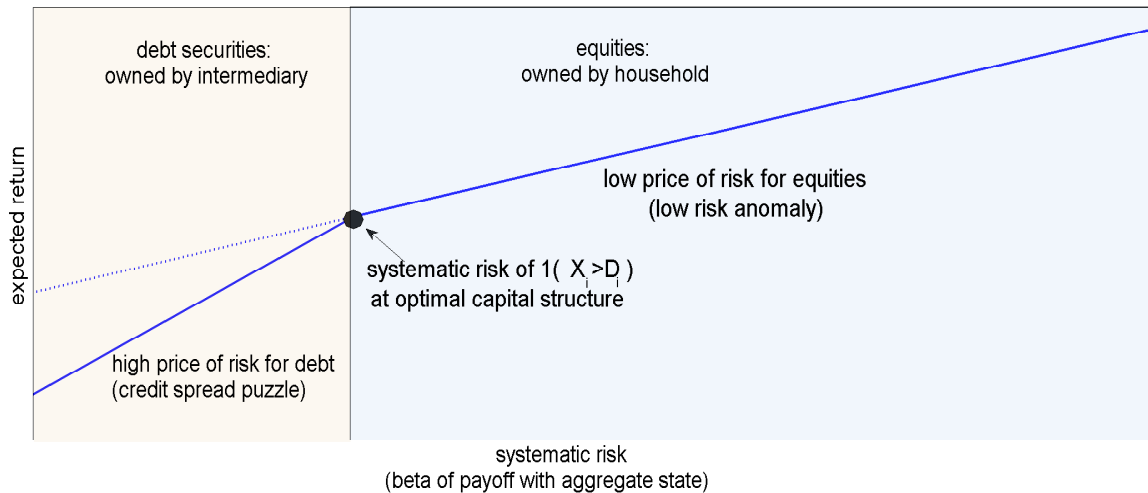 debt securities:
owned by intermediary
equities:
owned by household
expected return
low price of risk for equities
(low risk anomaly)
systematic risk of 1( X_i>D_i )
at optimal capital structure
high price of risk for debt
(credit spread puzzle)
systematic risk
(beta of payoff with aggregate state)